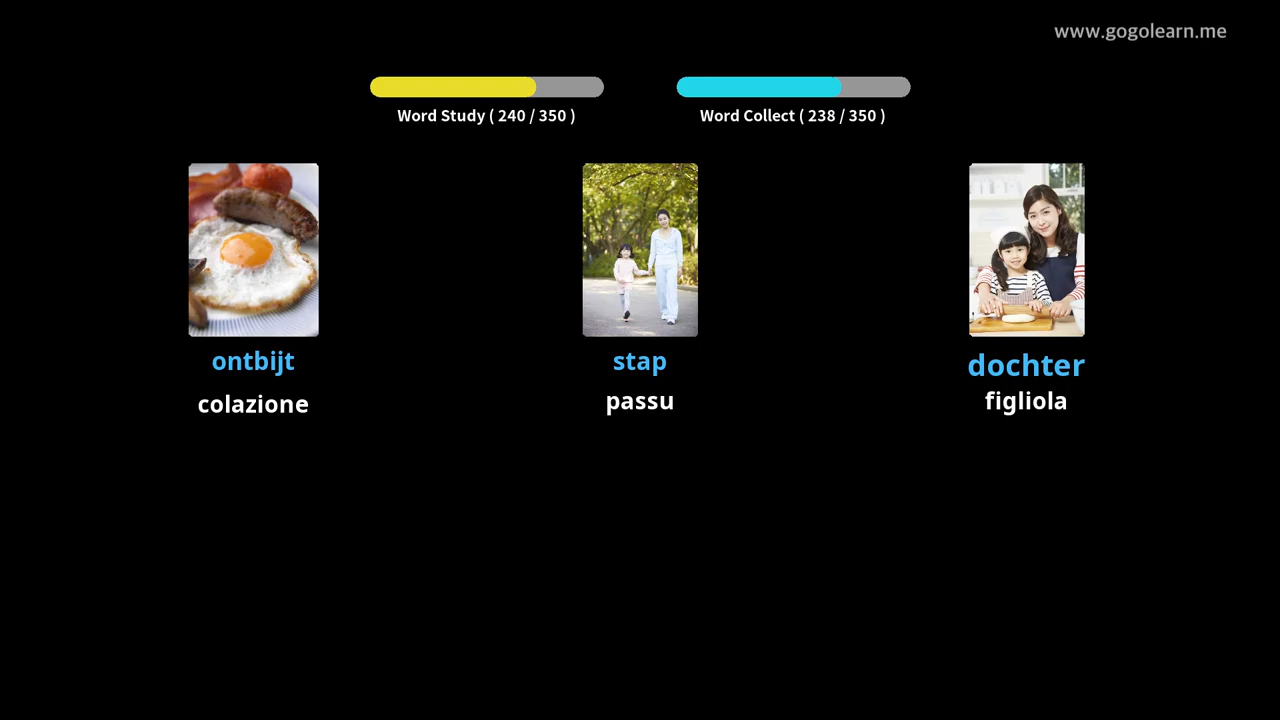 www.gogolearn.me
Word Study ( 240 / 350 )
Word Collect ( 238 / 350 )
ontbijt
colazione
stap
passu
dochter
figliola